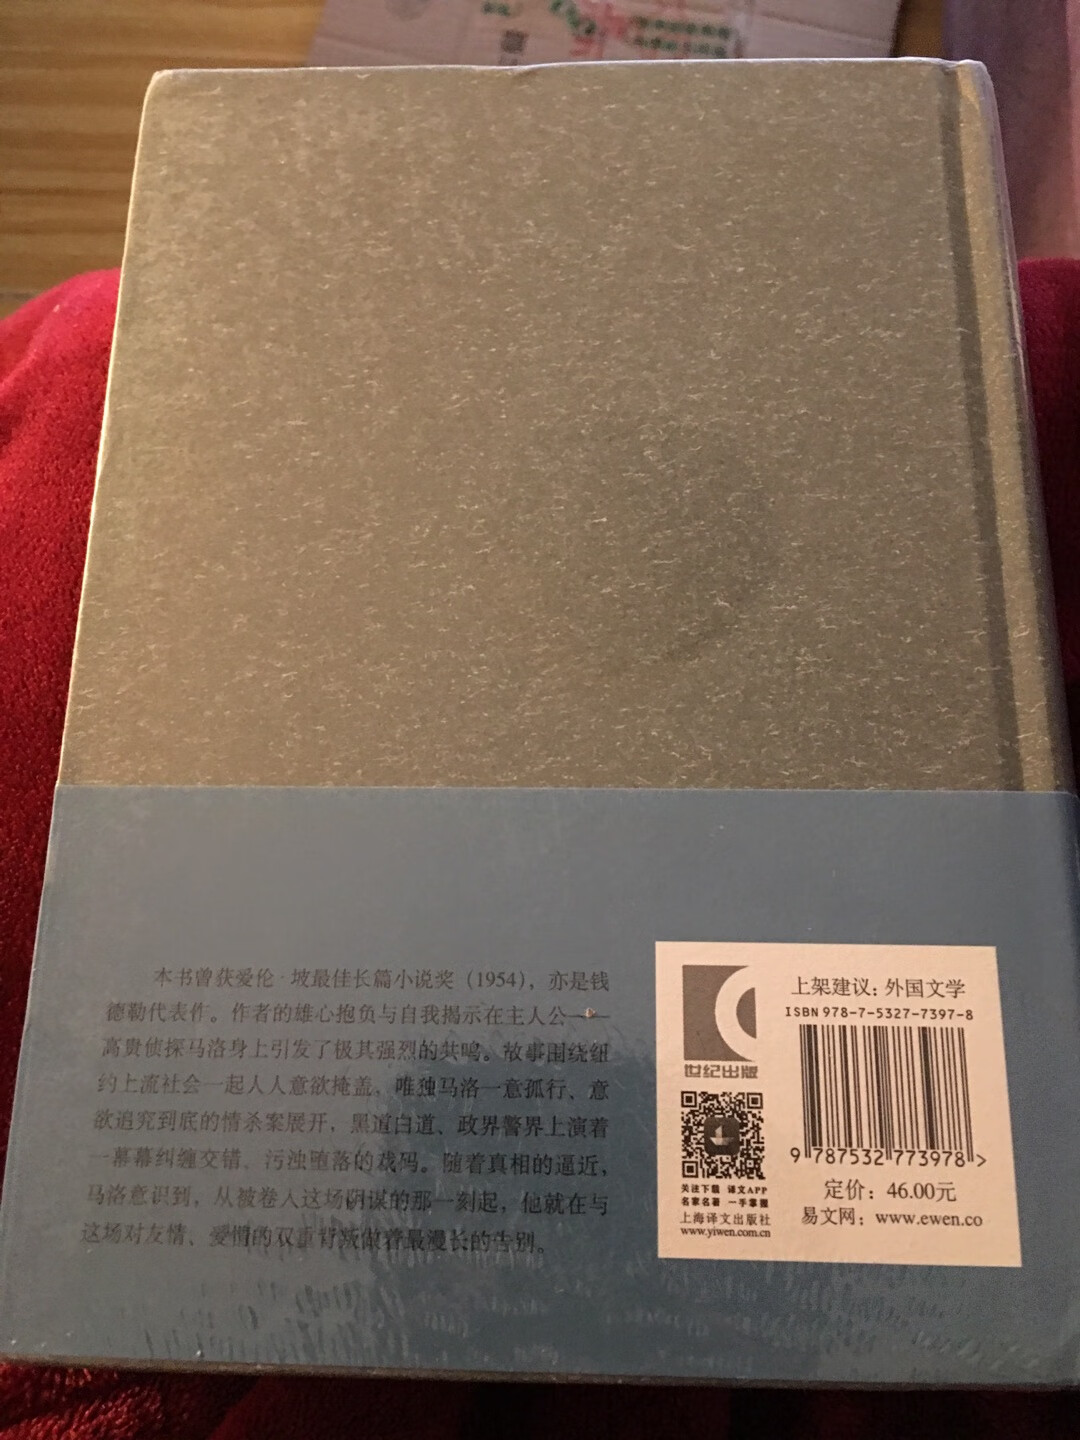 本书曾获爱伦·坡最佳长篇小说奖（1954），亦是钱
德勒代表作。作者的雄心抱负与自我揭示在主人公——
高贵侦探马洛身上引发了极其强烈的共鸣。故事围绕纽
约上流社会一起人人意欲掩盖，唯独马洛一意孤行、意
欲追究到底的情杀案展开，黑道白道、政界警界上演着
一幕幕纠缠交错、污浊堕落的戏码。随着真相的逼近，
马洛意识到，从被卷入这场阴谋的那一刻起，他就在与
这场对友情、爱情的双重背叛做着最漫长的告别。
世纪出版
关注下载 译文APP
名家名著 一手掌握
上海译文出版社
www.yiwen.com.cn
上架建议：外国文学
ISBN 978-7-5327-7397-8
9 787532 773978 >
定价：46.00元
易文网：www.ewen.co